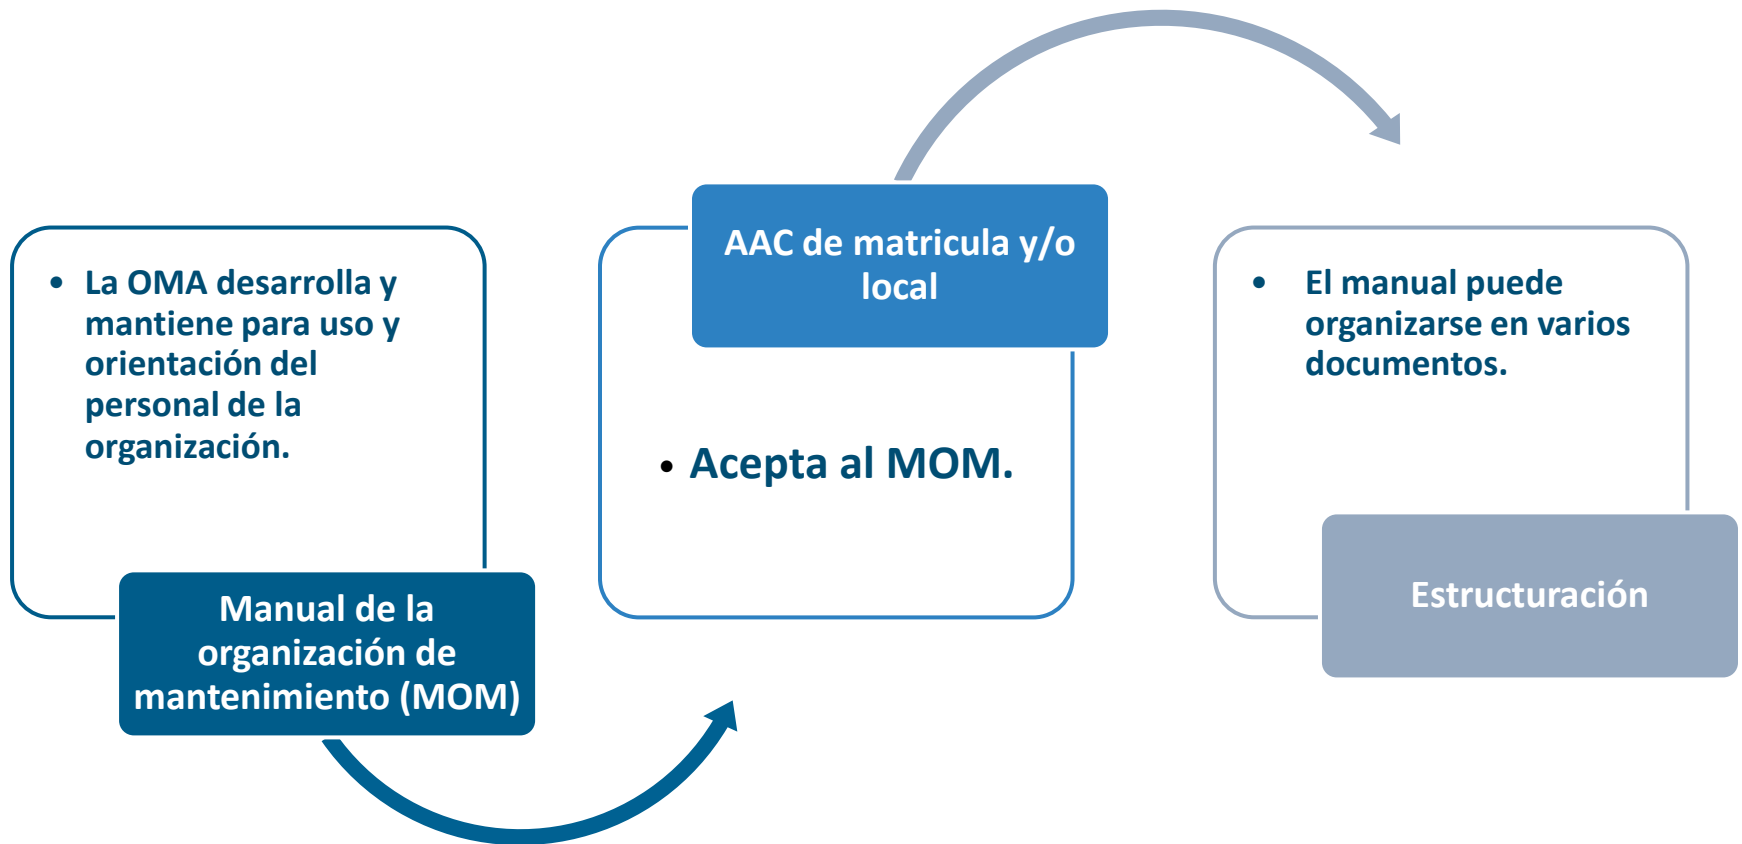 • La OMA desarrolla y
mantiene para uso y
orientación del
personal de la
organización.
Manual de la
organización de
mantenimiento (MOM)
AAC de matricula y/o
local
• Acepta al MOM.
• El manual puede
organizarse en varios
documentos.
Estructuración